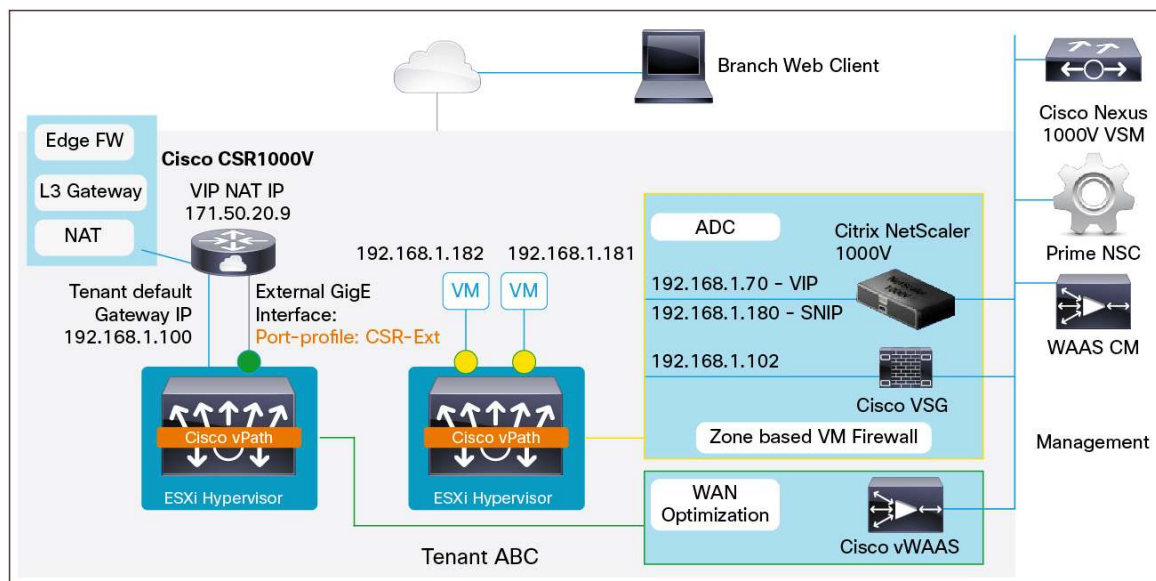 Branch Web Client
Cisco Nexus
1000V VSM
Edge FW
L3 Gateway
NAT
Cisco CSR1000V
VIP NAT IP
171.50.20.9
Tenant default
Gateway IP
192.168.1.100
External GigE
Interface:
Port-profile: CSR-Ext
192.168.1.182
192.168.1.181
VM
VM
ADC
Citrix NetScaler
1000V
NetScaler
1000V
192.168.1.70 - VIP
192.168.1.180 - SNIP
192.168.1.102
Cisco VSG
Zone based VM Firewall
Prime NSC
WAAS CM
Management
Cisco vPath
ESXi Hypervisor
Cisco vPath
ESXi Hypervisor
WAN
Optimization
Cisco vWAAS
Tenant ABC